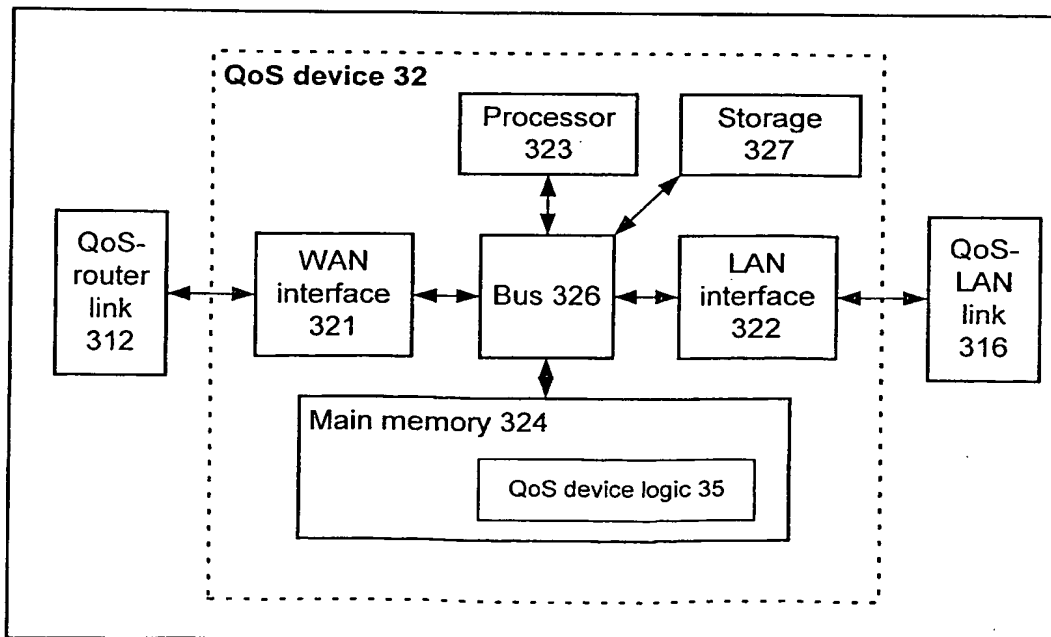 QoS device 32
Processor
323
Storage
327
QoS-
router
link
312
WAN
interface
321
Bus 326
LAN
interface
322
QoS-
LAN
link
316
Main memory 324
QoS device logic 35